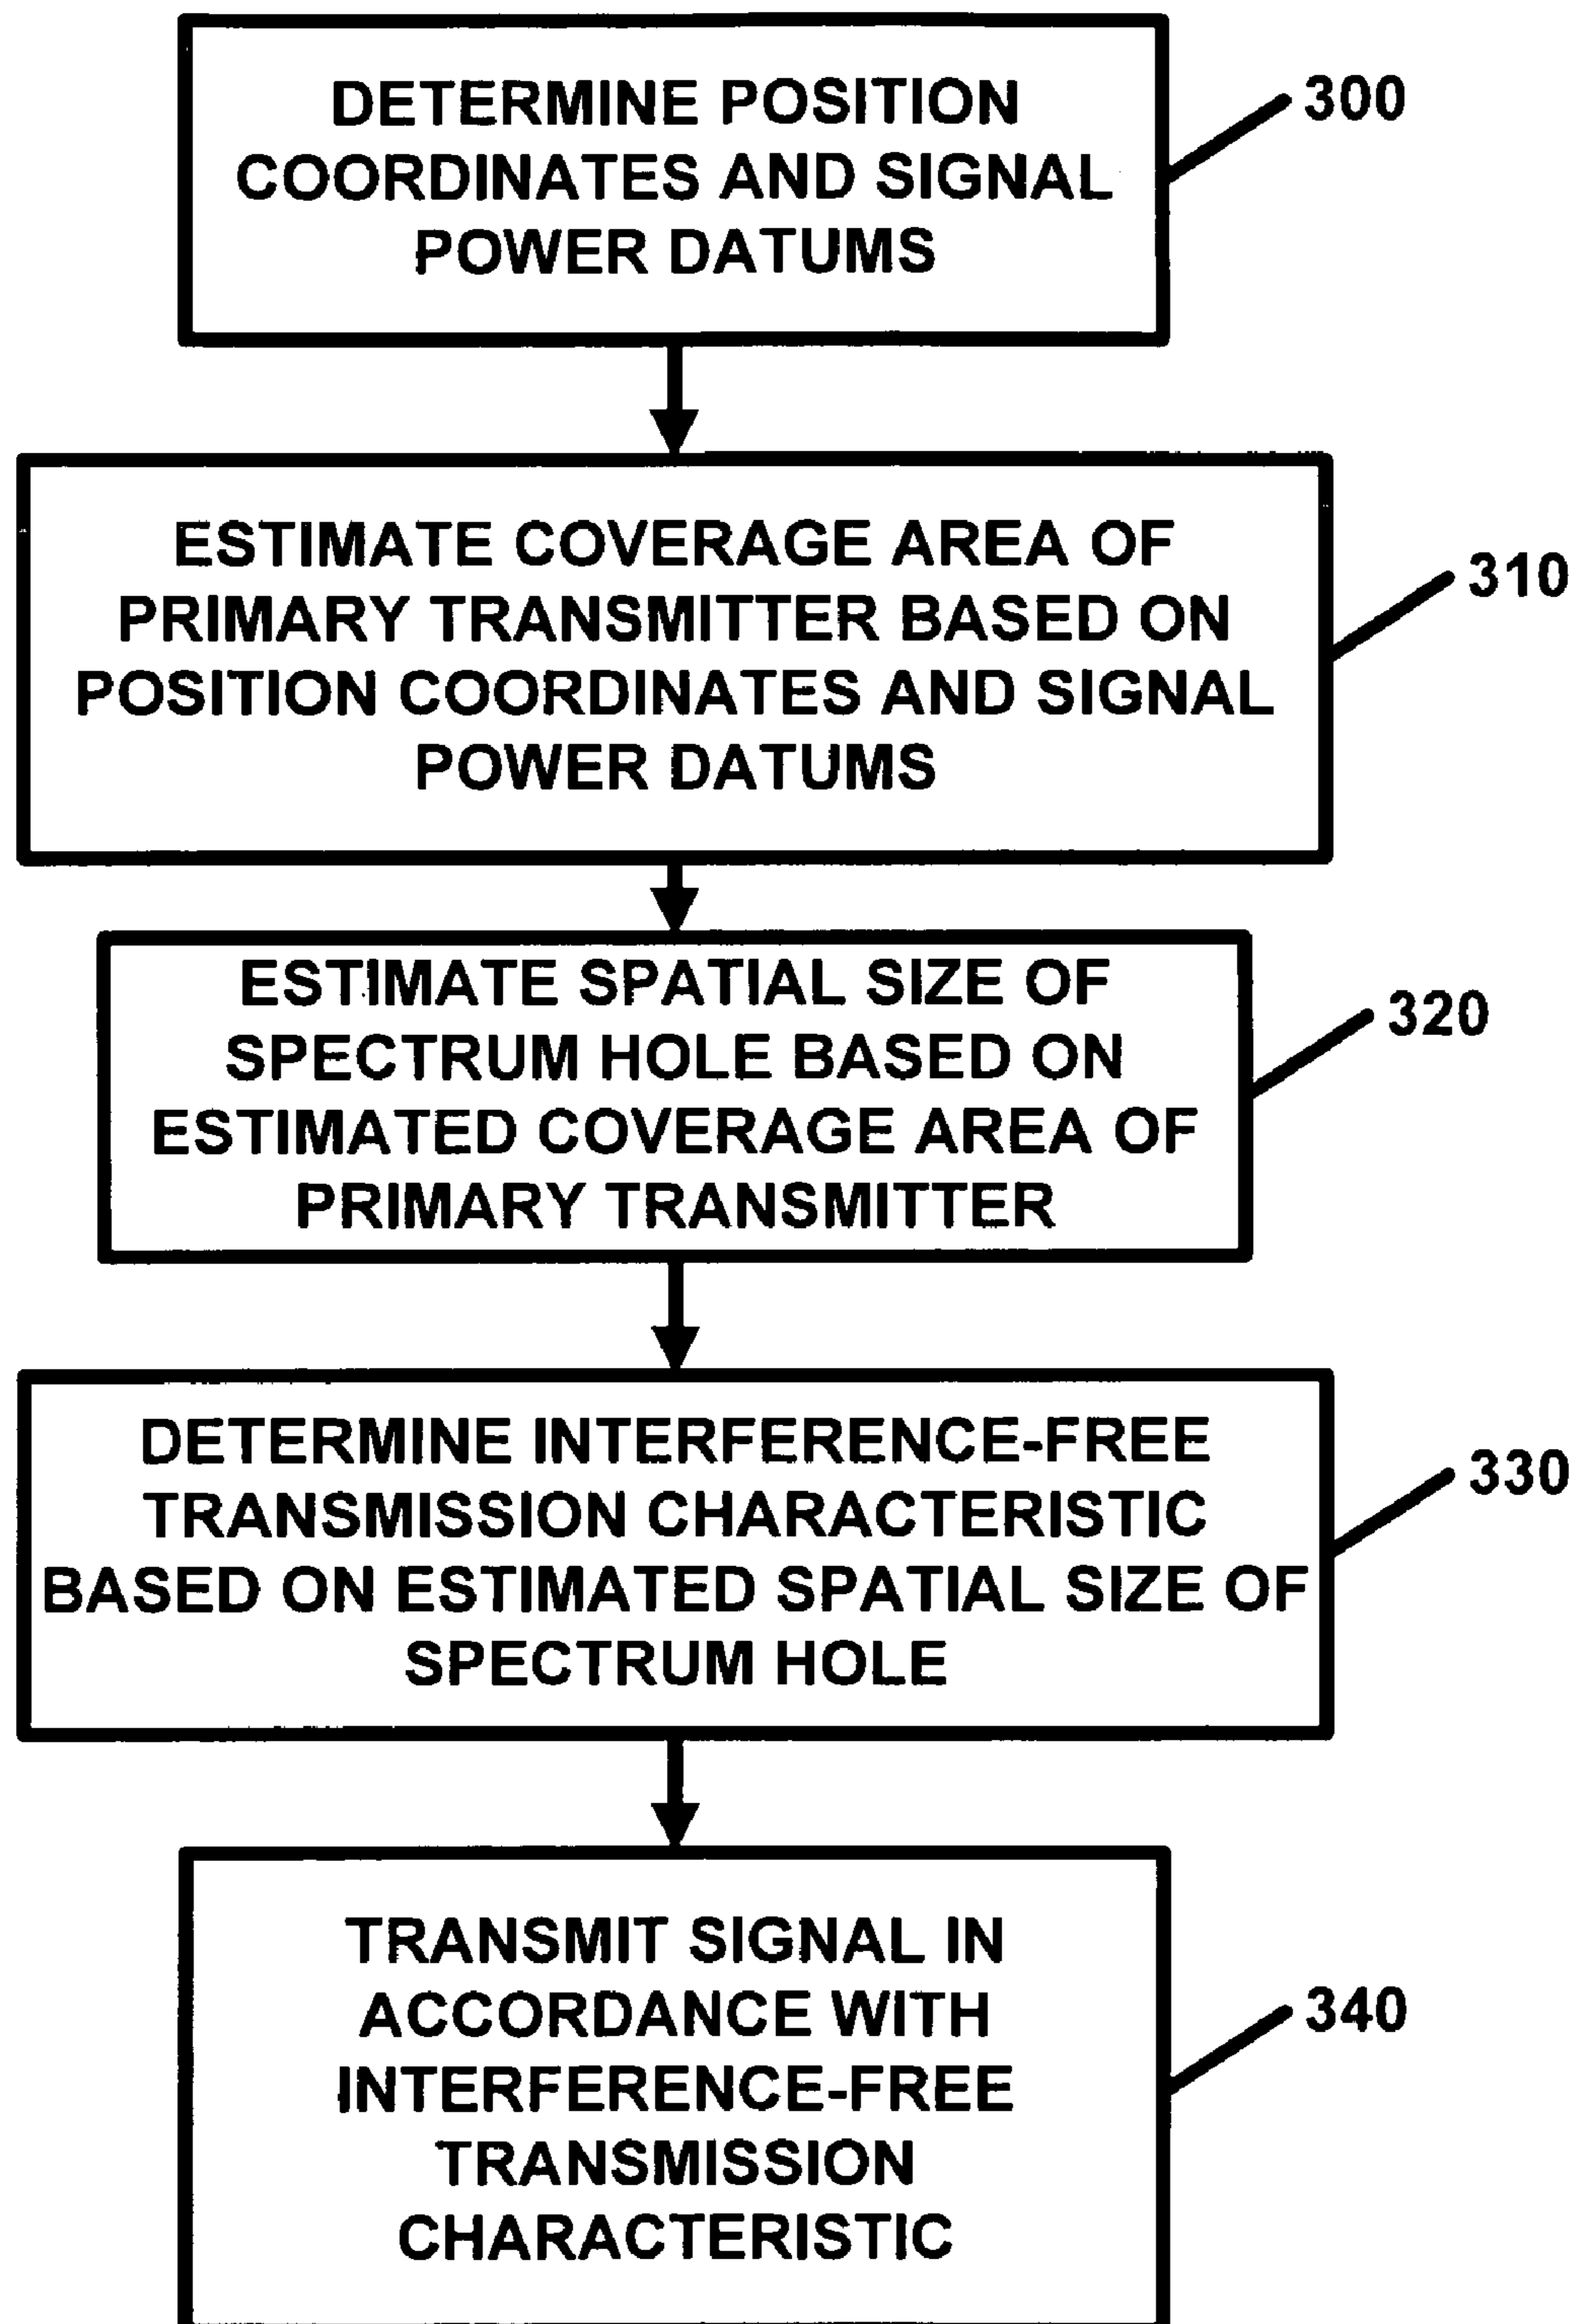 DETERMINE POSITION
COORDINATES AND SIGNAL
POWER DATUMS
300
ESTIMATE COVERAGE AREA OF
PRIMARY TRANSMITTER BASED ON
POSITION COORDINATES AND SIGNAL
POWER DATUMS
310
ESTIMATE SPATIAL SIZE OF
SPECTRUM HOLE BASED ON
ESTIMATED COVERAGE AREA OF
PRIMARY TRANSMITTER
320
DETERMINE INTERFERENCE-FREE
TRANSMISSION CHARACTERISTIC
BASED ON ESTIMATED SPATIAL SIZE OF
SPECTRUM HOLE
330
TRANSMIT SIGNAL IN
ACCORDANCE WITH
INTERFERENCE-FREE
TRANSMISSION
CHARACTERISTIC
340